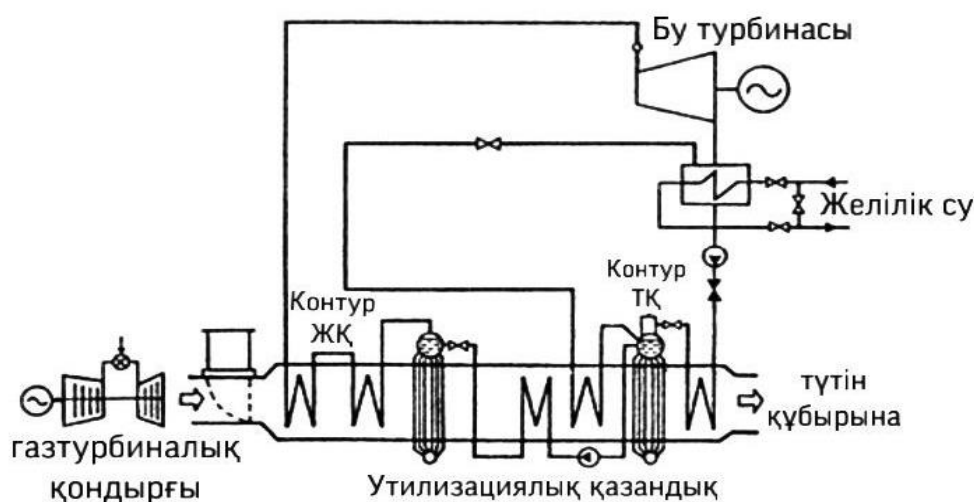 Бу турбинасы
Желілік су
Контур
ТҚ
Контур
ЖҚ
түтін
құбырына
газтурбиналық
қондырғы
Утилизациялық қазандық